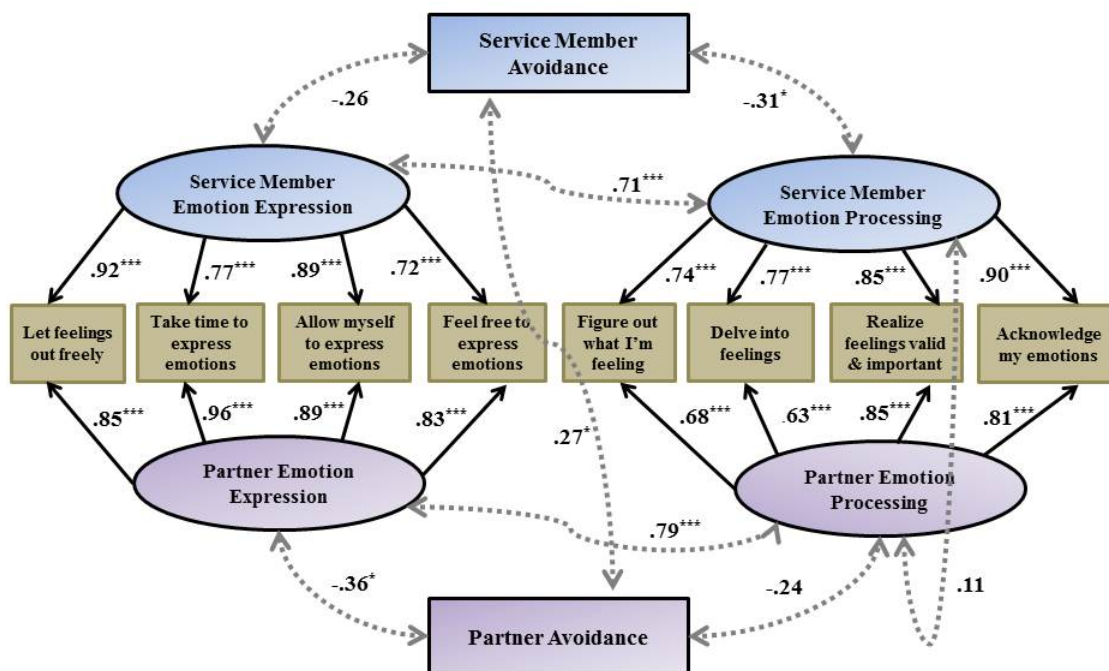 Service Member
Avoidance
-.26
-.31*
Service Member
Emotion Expression
.71***
Service Member
Emotion Processing
.92***
.77***
.89***
.72***
.74***
.77***
.85***
.90***
Let feelings
out freely
Take time to
express
emotions
Allow myself
to express
emotions
Feel free to
express
emotions
Figure out
what I’m
feeling
Delve into
feelings
Realize
feelings valid
& important
Acknowledge
my emotions
.85***
.96***
.89***
.83***
.27*
.68***
.63***
.85***
.81***
Partner Emotion
Expression
Partner Emotion
Processing
.79***
-.36*
-.24
.11
Partner Avoidance